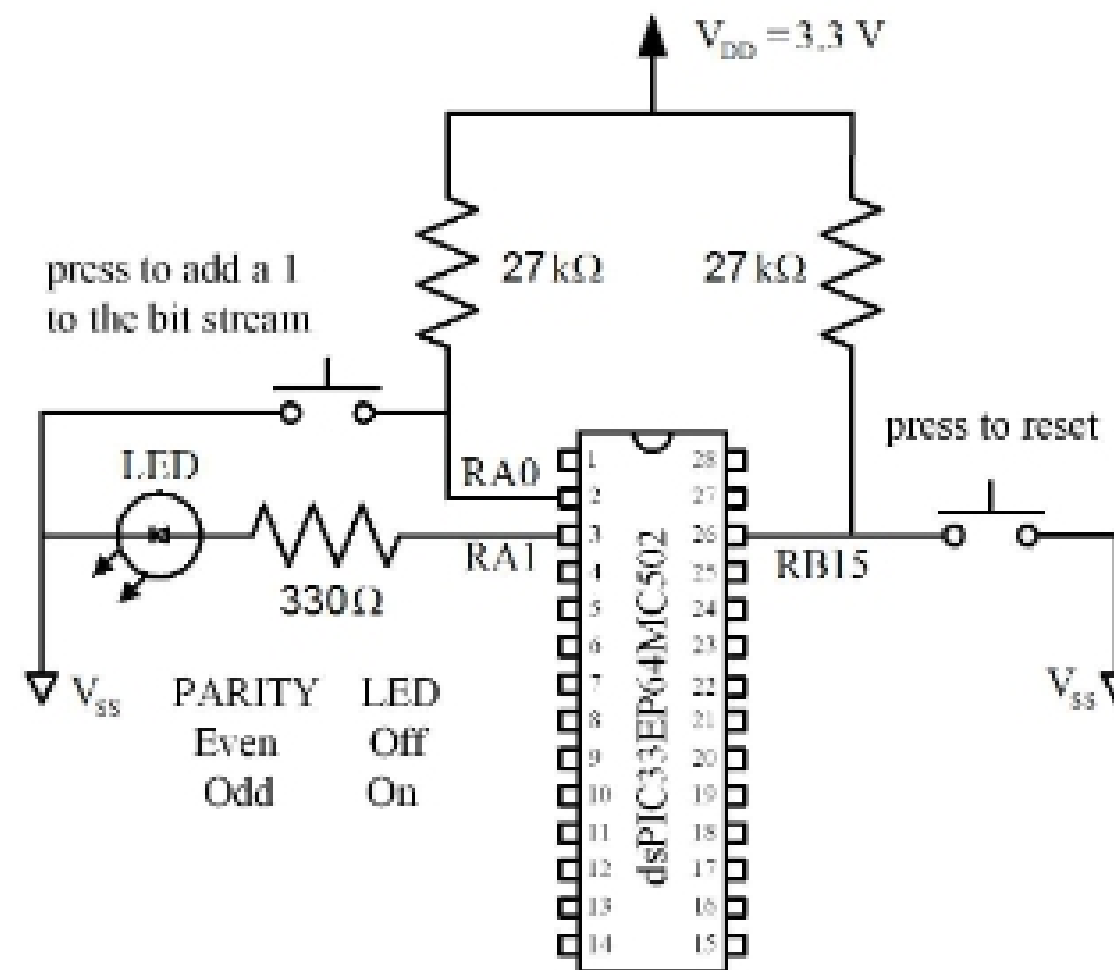 V_DD = 3.3 V
press to add a 1
to the bit stream
27 kΩ
27 kΩ
press to reset
LED
RA0
RA1
330 Ω
RB15
V_SS
V_SS
PARITY LED
Even Off
Odd On
dsPIC33EP64MC502
1 28
2 27
3 26
4 25
5 24
6 23
7 22
8 21
9 20
10 19
11 18
12 17
13 16
14 15